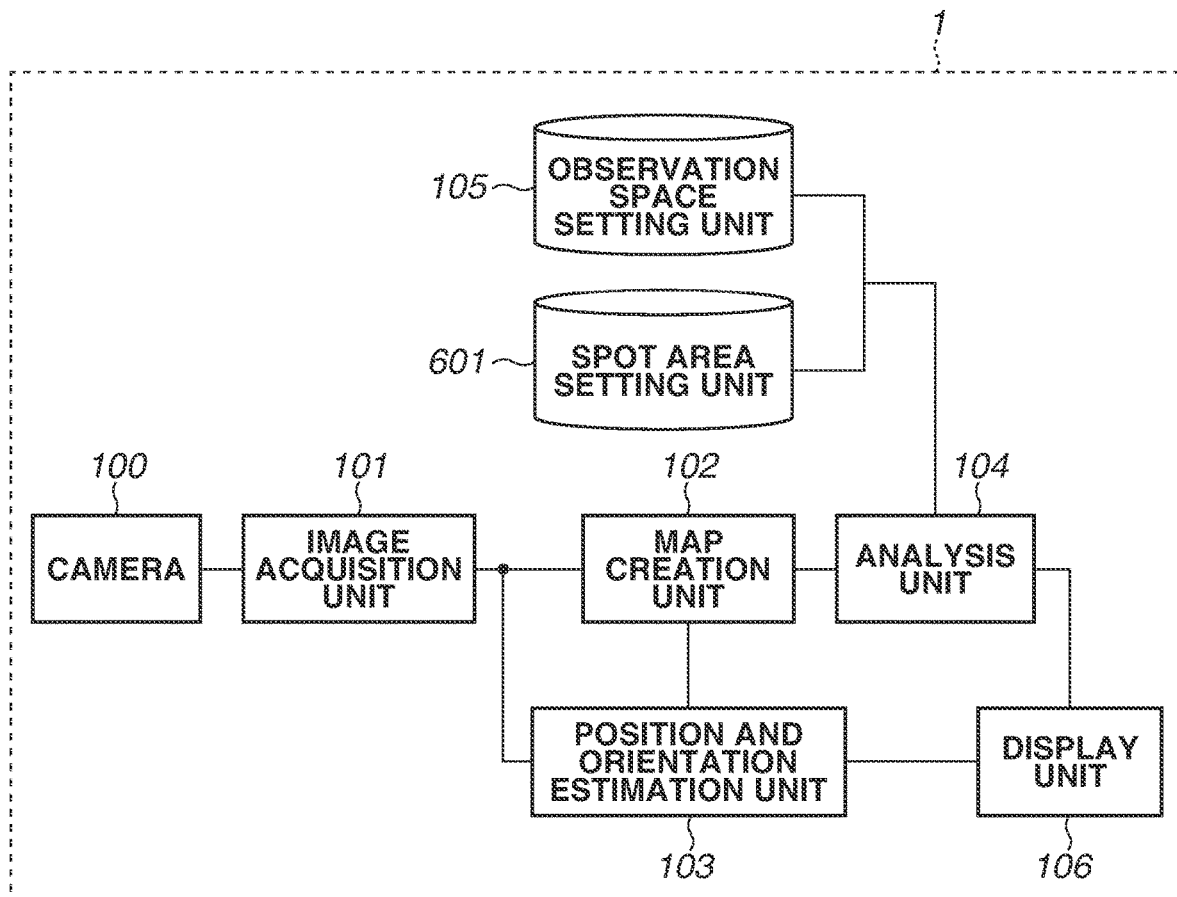 1
105
OBSERVATION
SPACE
SETTING UNIT
601
SPOT AREA
SETTING UNIT
100
101
102
104
CAMERA
IMAGE
ACQUISITION
UNIT
MAP
CREATION
UNIT
ANALYSIS
UNIT
POSITION AND
ORIENTATION
ESTIMATION UNIT
DISPLAY
UNIT
103
106